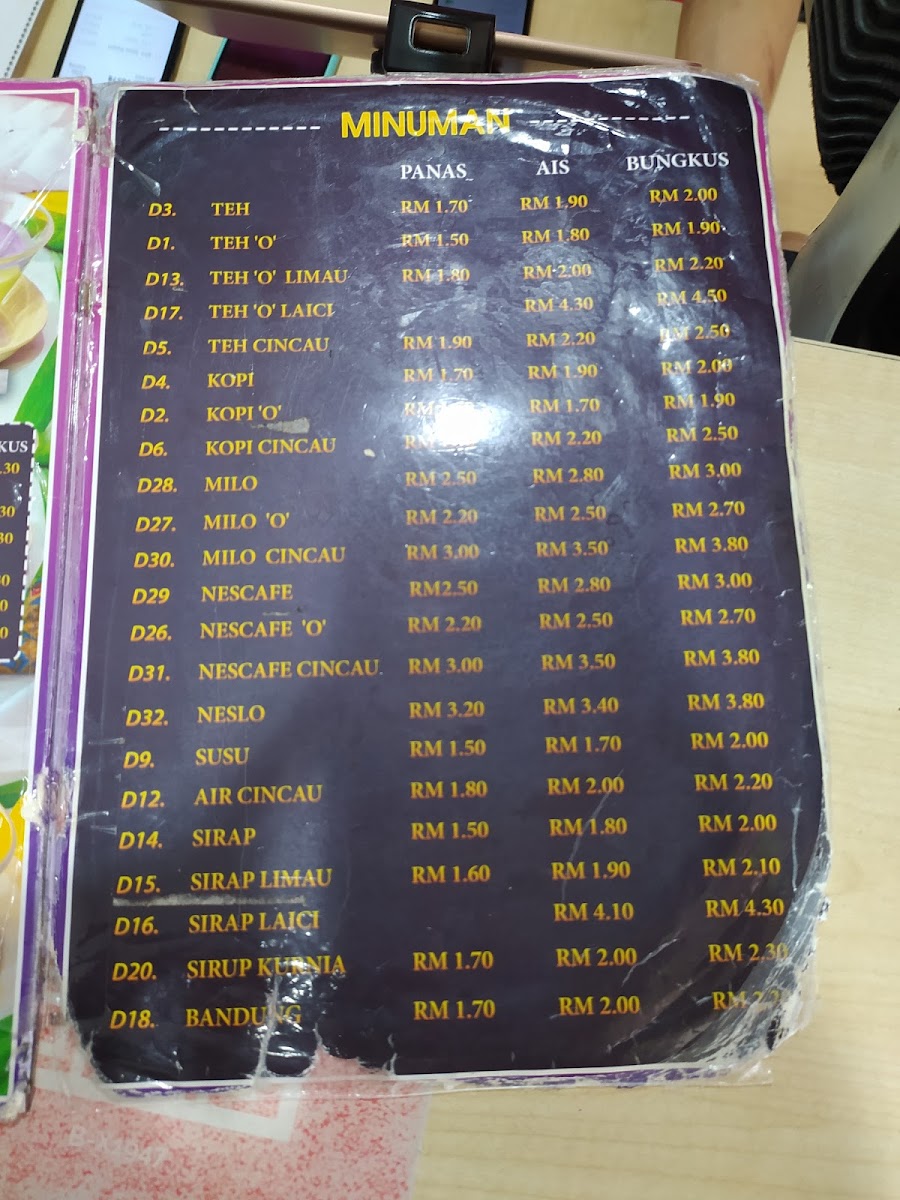 MINUMAN
PANAS AIS BUNGKUS
D3. TEH RM 1.70 RM 1.90 RM 2.00
D1. TEH 'O' RM 1.50 RM 1.80 RM 1.90
D13. TEH 'O' LIMAU RM 1.80 RM 2.00 RM 2.20
D17. TEH 'O' LAICI RM 4.30 RM 4.50
D5. TEH CINCAU RM 1.90 RM 2.20 RM 2.50
D4. KOPI RM 1.70 RM 1.90 RM 2.00
D2. KOPI 'O' RM 1.70 RM 1.90
D6. KOPI CINCAU RM 2.20 RM 2.50
D28. MILO RM 2.50 RM 2.80 RM 3.00
D27. MILO 'O' RM 2.20 RM 2.50 RM 2.70
D30. MILO CINCAU RM 3.00 RM 3.50 RM 3.80
D29 NESCAFE RM2.50 RM 2.80 RM 3.00
D26. NESCAFE 'O' RM 2.20 RM 2.50 RM 2.70
D31. NESCAFE CINCAU RM 3.00 RM 3.50 RM 3.80
D32. NESLO RM 3.20 RM 3.40 RM 3.80
D9. SUSU RM 1.50 RM 1.70 RM 2.00
D12. AIR CINCAU RM 1.80 RM 2.00 RM 2.20
D14. SIRAP RM 1.50 RM 1.80 RM 2.00
D15. SIRAP LIMAU RM 1.60 RM 1.90 RM 2.10
D16. SIRAP LAICI RM 4.10 RM 4.30
D20. SIRUP KURNIA RM 1.70 RM 2.00 RM 2.30
D18. BANDUNG RM 1.70 RM 2.00 RM